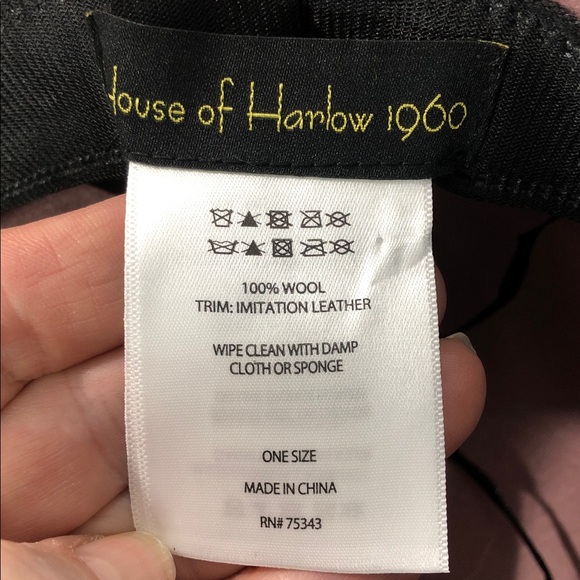 House of Harlow 1960
100% WOOL
TRIM: IMITATION LEATHER
WIPE CLEAN WITH DAMP
CLOTH OR SPONGE
ONE SIZE
MADE IN CHINA
RN# 75343